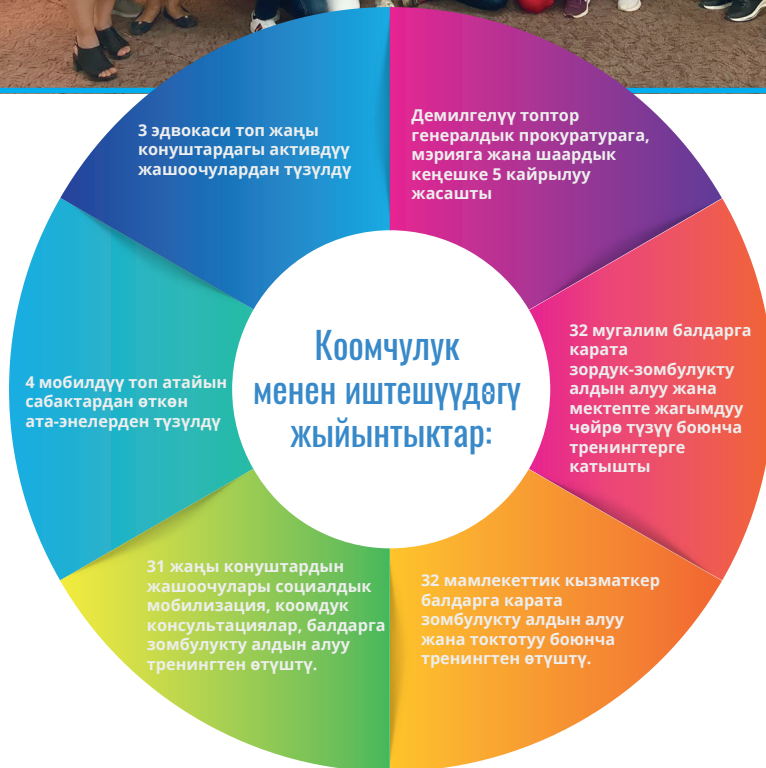 3 эдвокаси топ жаңы
конуштардагы активдүү
жашоочулардан түзүлдү
Демилгелүү топтор
генералдык прокуратурага,
мэрияга жана шаардык
кеңешке 5 кайрылуу
жасашты
32 мугалим балдарга
карата
зордук-зомбулукту
алдын алуу жана
мектепте жагымдуу
чөйрө түзүү боюнча
тренингтерге
катышты
32 мамлекеттик кызматкер
балдарга карата
зомбулукту алдын алуу
жана токтотуу боюнча
тренингтен өтүштү.
31 жаңы конуштардын
жашоочулары социалдык
мобилизация, коомдук
консультациялар, балдарга
зомбулукту алдын алуу
тренингтен өтүштү.
4 мобилдүү топ атайын
сабактардан өткөн
ата-энелерден түзүлдү
Коомчулук
менен иштешүүдөгү
жыйынтыктар: